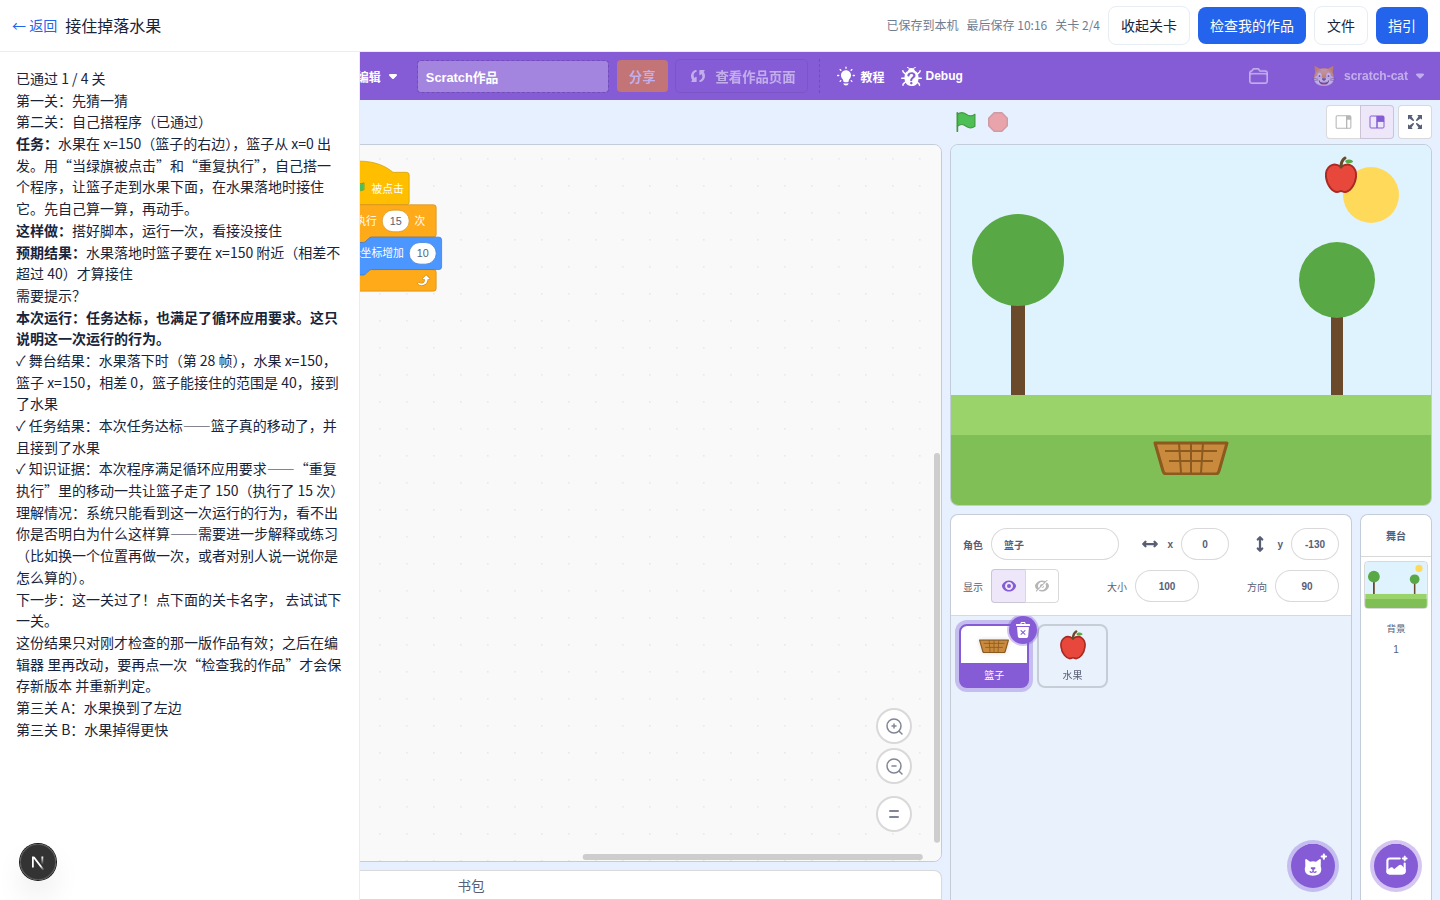 ← 返回 接住掉落水果
已保存到本机 最后保存 10:16 关卡 2/4 收起关卡 检查我的作品 文件 指引
编辑 Scratch作品 分享 查看作品页面 教程 Debug scratch-cat
已通过 1 / 4 关
第一关：先猜一猜
第二关：自己搭程序（已通过）
任务：水果在 x=150（篮子的右边），篮子从 x=0 出
发。用“当绿旗被点击”和“重复执行”，自己搭一
个程序，让篮子走到水果下面，在水果落地时接住
它。先自己算一算，再动手。
这样做：搭好脚本，运行一次，看接没接住
预期结果：水果落地时篮子要在 x=150 附近（相差不
超过 40）才算接住
需要提示？
本次运行：任务达标，也满足了循环应用要求。这只
说明这一次运行的行为。
✓ 舞台结果：水果落下时（第 28 帧），水果 x=150，
篮子 x=150，相差 0，篮子能接住的范围是 40，接到
了水果
✓ 任务结果：本次任务达标——篮子真的移动了，并
且接到了水果
✓ 知识证据：本次程序满足循环应用要求——“重复
执行”里的移动一共让篮子走了 150（执行了 15 次）
理解情况：系统只能看到这一次运行的行为，看不出
你是否明白为什么这样算——需要进一步解释或练习
（比如换一个位置再做一次，或者对别人说一说你是
怎么算的）。
下一步：这一关过了！点下面的关卡名字， 去试试下
一关。
这份结果只对刚才检查的那一版作品有效；之后在编
辑器 里再改动，要再点一次“检查我的作品”才会保
存新版本 并重新判定。
第三关 A：水果换到了左边
第三关 B：水果掉得更快
被点击
执行 15 次
坐标增加 10
书包
角色 篮子 x 0 y -130
显示 大小 100 方向 90
篮子 水果
舞台
背景
1